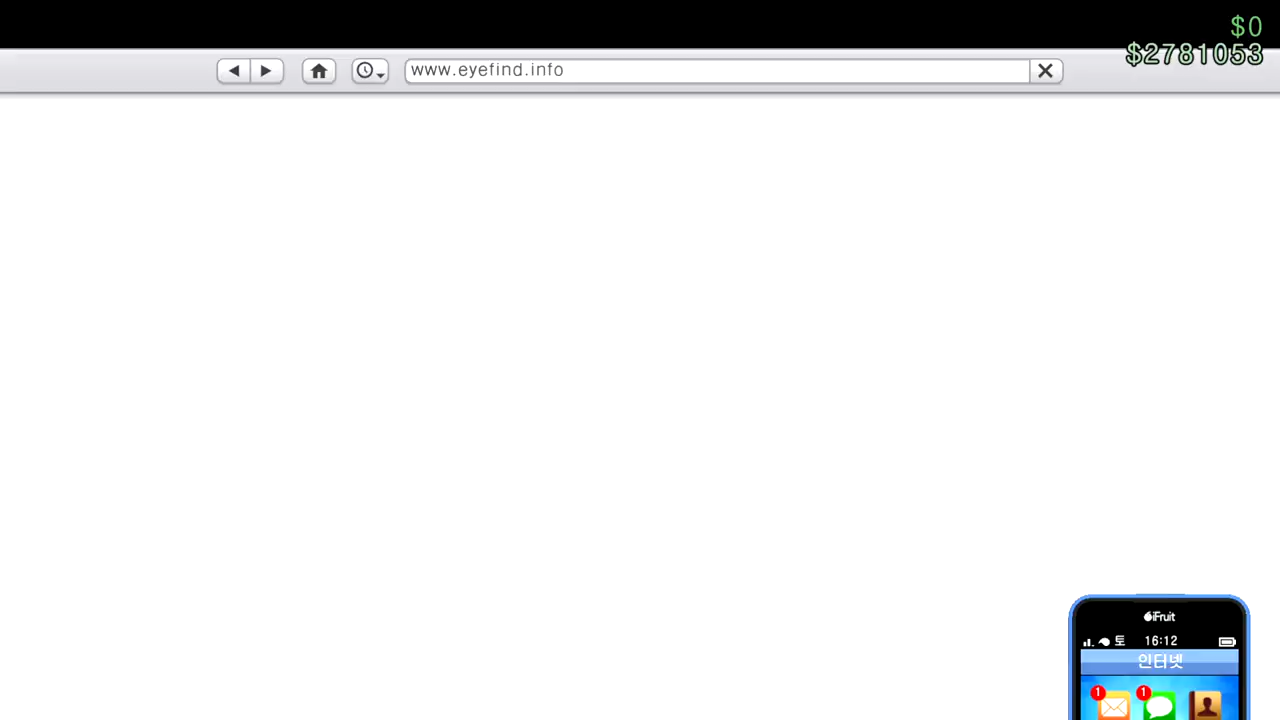 $0
$2781053
www.eyefind.info
iFruit
토 16:12
인터넷
1 1